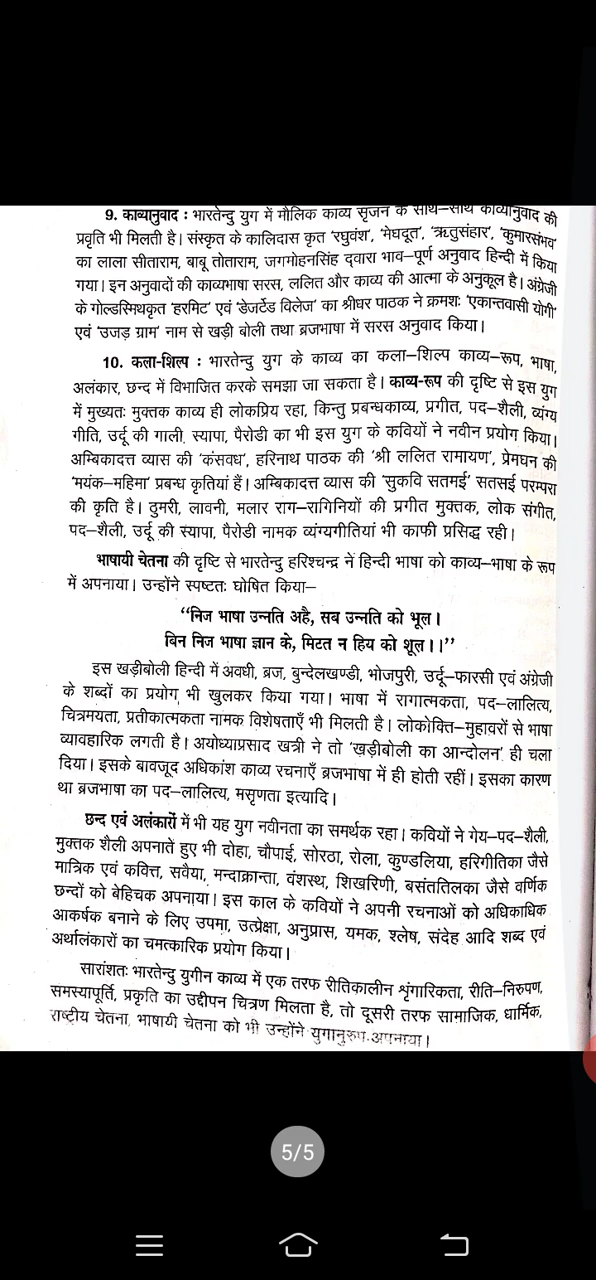 9. काव्यानुवाद : भारतेन्दु युग में मौलिक काव्य सृजन के साथ–साथ काव्यानुवाद की
प्रवृति भी मिलती है। संस्कृत के कालिदास कृत 'रघुवंश', 'मेघदूत', 'ऋतुसंहार', 'कुमारसंभव'
का लाला सीताराम, बाबू तोताराम, जगमोहनसिंह द्वारा भाव–पूर्ण अनुवाद हिन्दी में किया
गया। इन अनुवादों की काव्यभाषा सरस, ललित और काव्य की आत्मा के अनुकूल है। अंग्रेजी
के गोल्डस्मिथकृत 'हरमिट' एवं 'डेजर्टेड विलेज' का श्रीधर पाठक ने क्रमशः 'एकान्तवासी योगी'
एवं 'उजड़ ग्राम' नाम से खड़ी बोली तथा ब्रजभाषा में सरस अनुवाद किया।
10. कला-शिल्प : भारतेन्दु युग के काव्य का कला–शिल्प काव्य–रूप, भाषा,
अलंकार, छन्द में विभाजित करके समझा जा सकता है। काव्य-रूप की दृष्टि से इस युग
में मुख्यतः मुक्तक काव्य ही लोकप्रिय रहा, किन्तु प्रबन्धकाव्य, प्रगीत, पद–शैली, व्यंग्य
गीति, उर्दू की गाली, स्यापा, पैरोडी का भी इस युग के कवियों ने नवीन प्रयोग किया।
अम्बिकादत्त व्यास की 'कंसवध', हरिनाथ पाठक की 'श्री ललित रामायण', प्रेमघन की
'मयंक–महिमा' प्रबन्ध कृतियां हैं। अम्बिकादत्त व्यास की 'सुकवि सतमई' सतसई परम्परा
की कृति है। ठुमरी, लावनी, मलार राग–रागिनियों की प्रगीत मुक्तक, लोक संगीत,
पद–शैली, उर्दू की स्यापा, पैरोडी नामक व्यंग्यगीतियां भी काफी प्रसिद्ध रही।
भाषायी चेतना की दृष्टि से भारतेन्दु हरिश्चन्द्र नें हिन्दी भाषा को काव्य–भाषा के रूप
में अपनाया। उन्होंने स्पष्टतः घोषित किया–
“निज भाषा उन्नति अहै, सब उन्नति को भूल।
बिन निज भाषा ज्ञान के, मिटत न हिय को शूल।।”
इस खड़ीबोली हिन्दी में अवधी, ब्रज, बुन्देलखण्डी, भोजपुरी, उर्दू–फारसी एवं अंग्रेजी
के शब्दों का प्रयोग भी खुलकर किया गया। भाषा में रागात्मकता, पद–लालित्य,
चित्रमयता, प्रतीकात्मकता नामक विशेषताएँ भी मिलती है। लोकोक्ति–मुहावरों से भाषा
व्यावहारिक लगती है। अयोध्याप्रसाद खत्री ने तो 'खड़ीबोली का आन्दोलन' ही चला
दिया। इसके बावजूद अधिकांश काव्य रचनाएँ ब्रजभाषा में ही होती रहीं। इसका कारण
था ब्रजभाषा का पद–लालित्य, मसृणता इत्यादि।
छन्द एवं अलंकारों में भी यह युग नवीनता का समर्थक रहा। कवियों ने गेय–पद–शैली,
मुक्तक शैली अपनातें हुए भी दोहा, चौपाई, सोरठा, रोला, कुण्डलिया, हरिगीतिका जैसे
मात्रिक एवं कवित्त, सवैया, मन्दाक्रान्ता, वंशस्थ, शिखरिणी, बसंततिलका जैसे वर्णिक
छन्दों को बेहिचक अपनाया। इस काल के कवियों ने अपनी रचनाओं को अधिकाधिक
आकर्षक बनाने के लिए उपमा, उत्प्रेक्षा, अनुप्रास, यमक, श्लेष, संदेह आदि शब्द एवं
अर्थालंकारों का चमत्कारिक प्रयोग किया।
सारांशतः भारतेन्दु युगीन काव्य में एक तरफ रीतिकालीन शृंगारिकता, रीति–निरुपण,
समस्यापूर्ति, प्रकृति का उद्दीपन चित्रण मिलता है, तो दूसरी तरफ सामाजिक, धार्मिक,
राष्ट्रीय चेतना, भाषायी चेतना को भी उन्होंने युगानुरुप अपनाया।
5/5